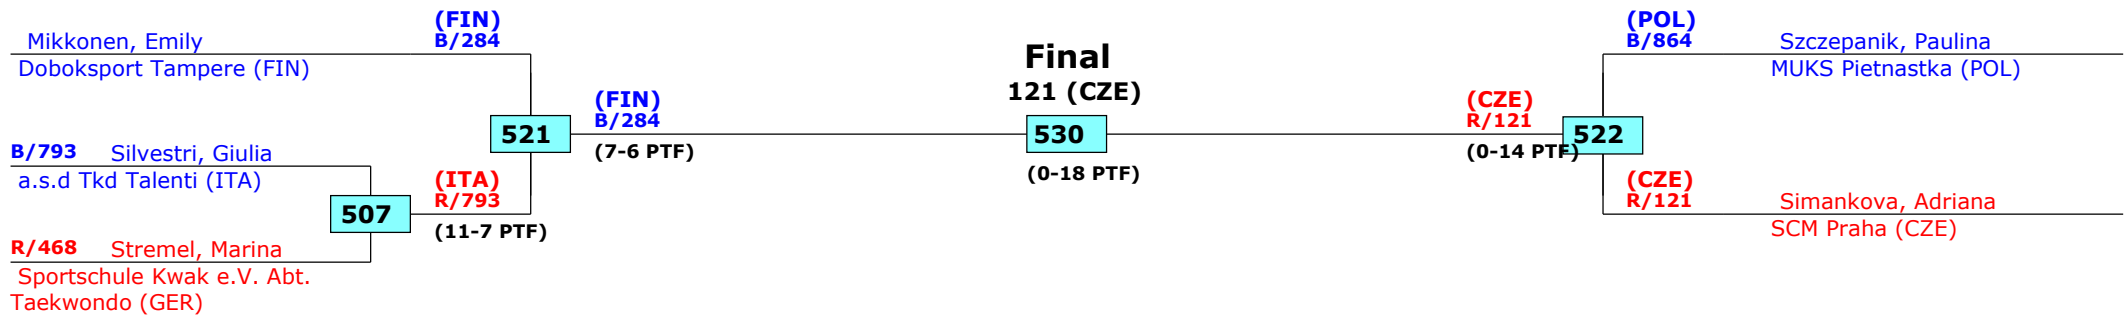 (FIN)
B/284
Mikkonen, Emily
Doboksport Tampere (FIN)
B/793 Silvestri, Giulia
a.s.d Tkd Talenti (ITA)
507
R/468 Stremel, Marina
Sportschule Kwak e.V. Abt.
Taekwondo (GER)
(ITA)
R/793
(11-7 PTF)
521
(FIN)
B/284
(7-6 PTF)
Final
121 (CZE)
530
(0-18 PTF)
(CZE)
R/121
(0-14 PTF)
522
(POL)
B/864
Szczepanik, Paulina
MUKS Pietnastka (POL)
(CZE)
R/121
Simankova, Adriana
SCM Praha (CZE)